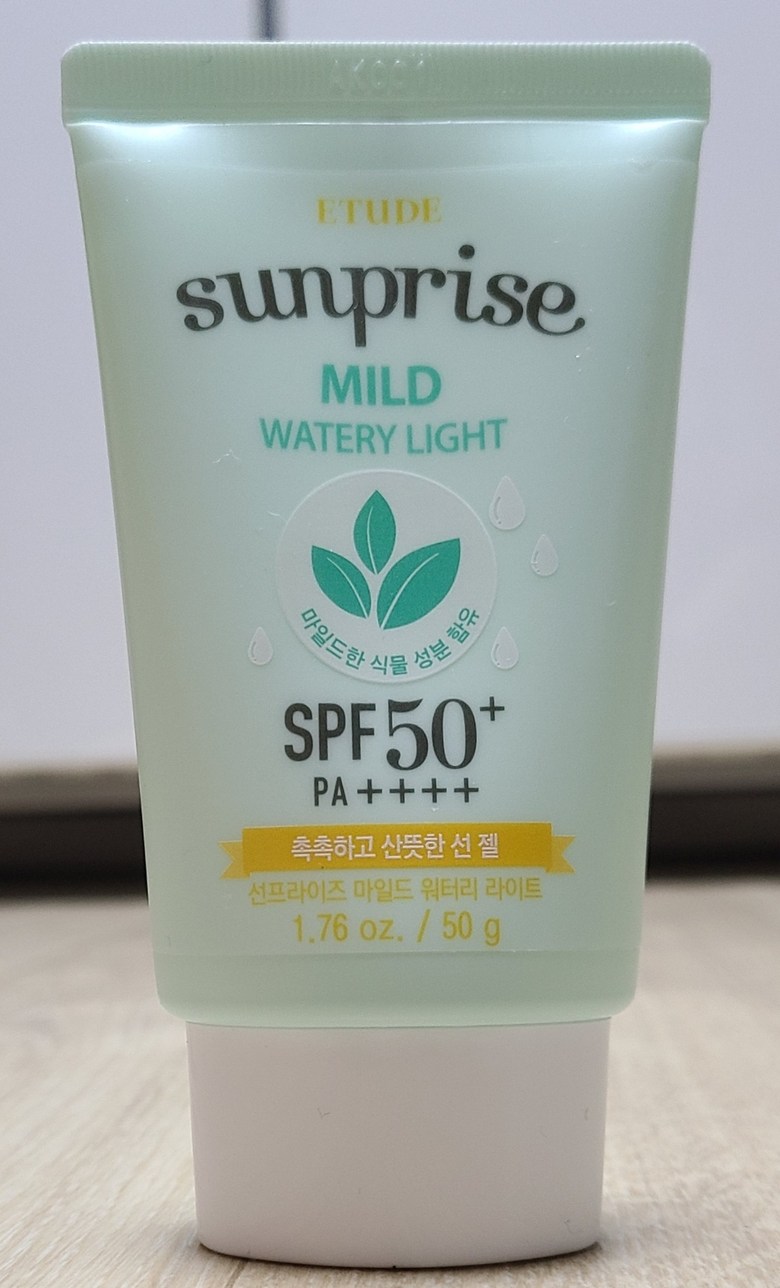 ETUDE
sunprise
MILD
WATERY LIGHT
마일드한 식물 성분 함유
SPF 50+
PA ++++
촉촉하고 산뜻한 선 젤
선프라이즈 마일드 워터리 라이트
1.76 oz. / 50 g